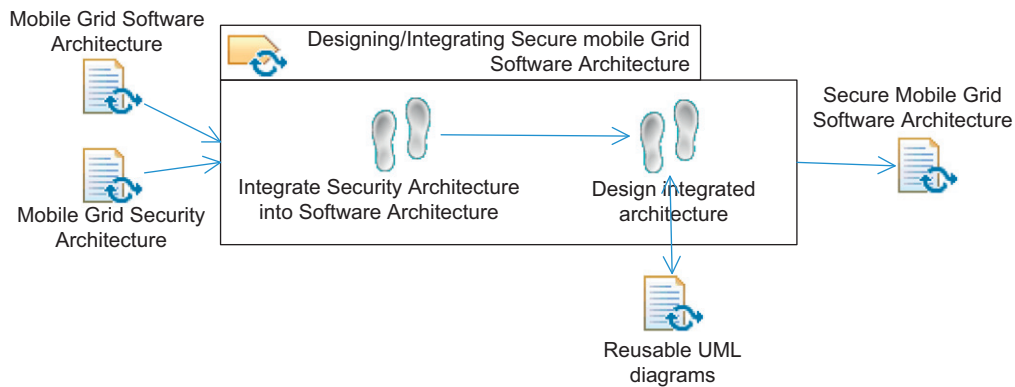 Mobile Grid Software
Architecture
Designing/Integrating Secure mobile Grid
Software Architecture
Secure Mobile Grid
Software Architecture
Mobile Grid Security
Architecture
Integrate Security Architecture
into Software Architecture
Design integrated
architecture
Reusable UML
diagrams